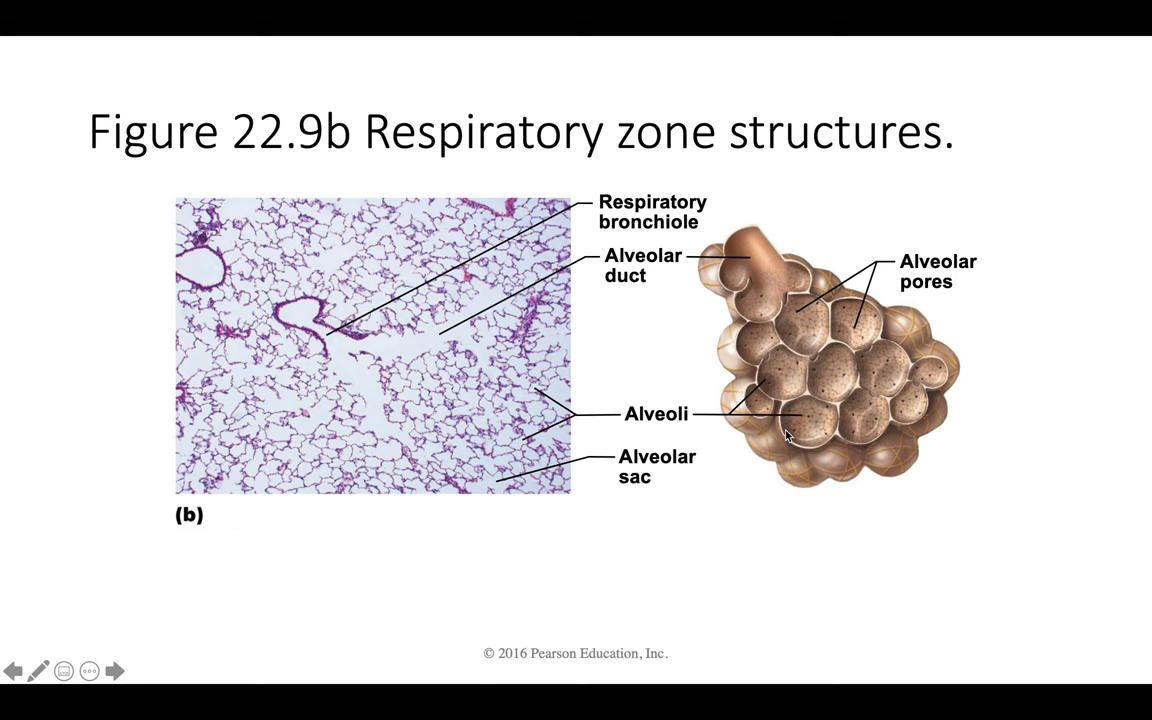 Figure 22.9b Respiratory zone structures.
Respiratory
bronchiole
Alveolar
duct
Alveolar
pores
Alveoli
Alveolar
sac
(b)
© 2016 Pearson Education, Inc.